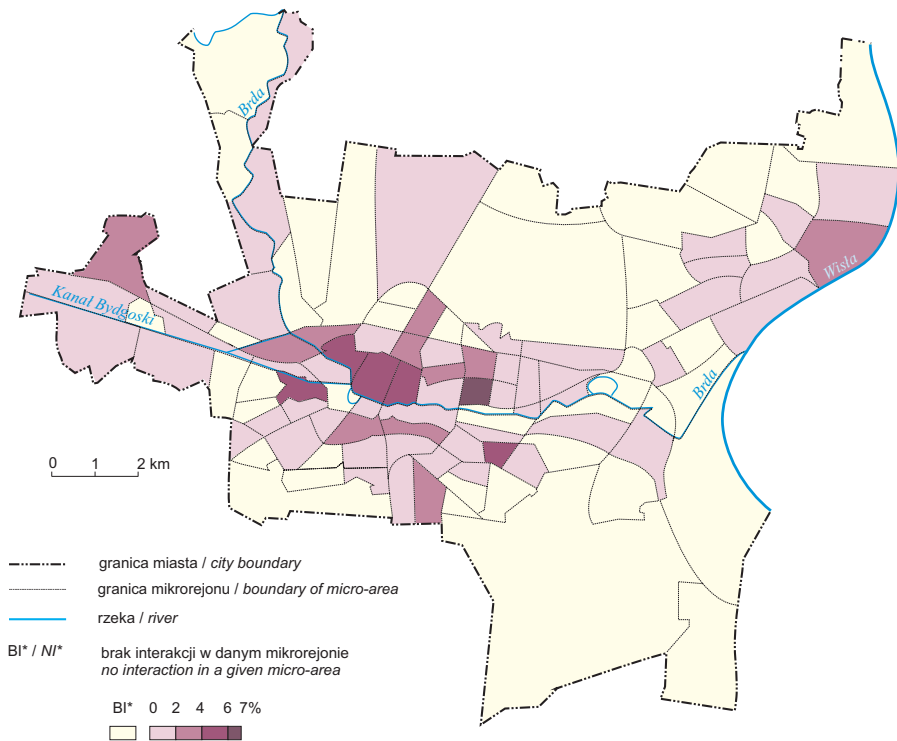 Brda
Kanał Bydgoski
Wisła
Brda
0 1 2 km
granica miasta / city boundary
granica mikrorejonu / boundary of micro-area
rzeka / river
BI* / NI* brak interakcji w danym mikrorejonie
no interaction in a given micro-area
BI* 0 2 4 6 7%